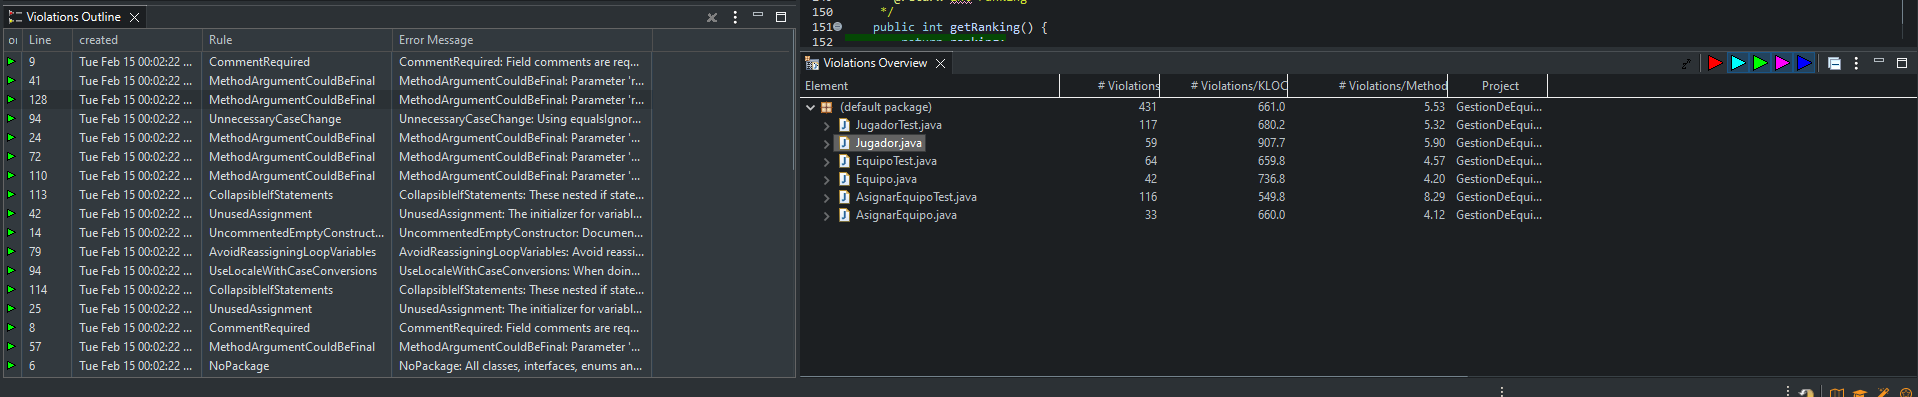 Violations Outline
Line created Rule Error Message
9 Tue Feb 15 00:02:22 ... CommentRequired CommentRequired: Field comments are req...
41 Tue Feb 15 00:02:22 ... MethodArgumentCouldBeFinal MethodArgumentCouldBeFinal: Parameter 'r...
128 Tue Feb 15 00:02:22 ... MethodArgumentCouldBeFinal MethodArgumentCouldBeFinal: Parameter 'r...
94 Tue Feb 15 00:02:22 ... UnnecessaryCaseChange UnnecessaryCaseChange: Using equalsIgnor...
24 Tue Feb 15 00:02:22 ... MethodArgumentCouldBeFinal MethodArgumentCouldBeFinal: Parameter '...
72 Tue Feb 15 00:02:22 ... MethodArgumentCouldBeFinal MethodArgumentCouldBeFinal: Parameter '...
110 Tue Feb 15 00:02:22 ... MethodArgumentCouldBeFinal MethodArgumentCouldBeFinal: Parameter '...
113 Tue Feb 15 00:02:22 ... CollapsibleIfStatements CollapsibleIfStatements: These nested if state...
42 Tue Feb 15 00:02:22 ... UnusedAssignment UnusedAssignment: The initializer for variabl...
14 Tue Feb 15 00:02:22 ... UncommentedEmptyConstruct... UncommentedEmptyConstructor: Documen...
79 Tue Feb 15 00:02:22 ... AvoidReassigningLoopVariables AvoidReassigningLoopVariables: Avoid reassi...
94 Tue Feb 15 00:02:22 ... UseLocaleWithCaseConversions UseLocaleWithCaseConversions: When doin...
114 Tue Feb 15 00:02:22 ... CollapsibleIfStatements CollapsibleIfStatements: These nested if state...
25 Tue Feb 15 00:02:22 ... UnusedAssignment UnusedAssignment: The initializer for variabl...
8 Tue Feb 15 00:02:22 ... CommentRequired CommentRequired: Field comments are req...
57 Tue Feb 15 00:02:22 ... MethodArgumentCouldBeFinal MethodArgumentCouldBeFinal: Parameter '...
6 Tue Feb 15 00:02:22 ... NoPackage NoPackage: All classes, interfaces, enums an...
150 */
151 public int getRanking() {
152 return ranking;
Violations Overview
Element # Violations # Violations/KLOC # Violations/Method Project
(default package) 431 661.0 5.53 GestionDeEqui...
JugadorTest.java 117 680.2 5.32 GestionDeEqui...
Jugador.java 59 907.7 5.90 GestionDeEqui...
EquipoTest.java 64 659.8 4.57 GestionDeEqui...
Equipo.java 42 736.8 4.20 GestionDeEqui...
AsignarEquipoTest.java 116 549.8 8.29 GestionDeEqui...
AsignarEquipo.java 33 660.0 4.12 GestionDeEqui...